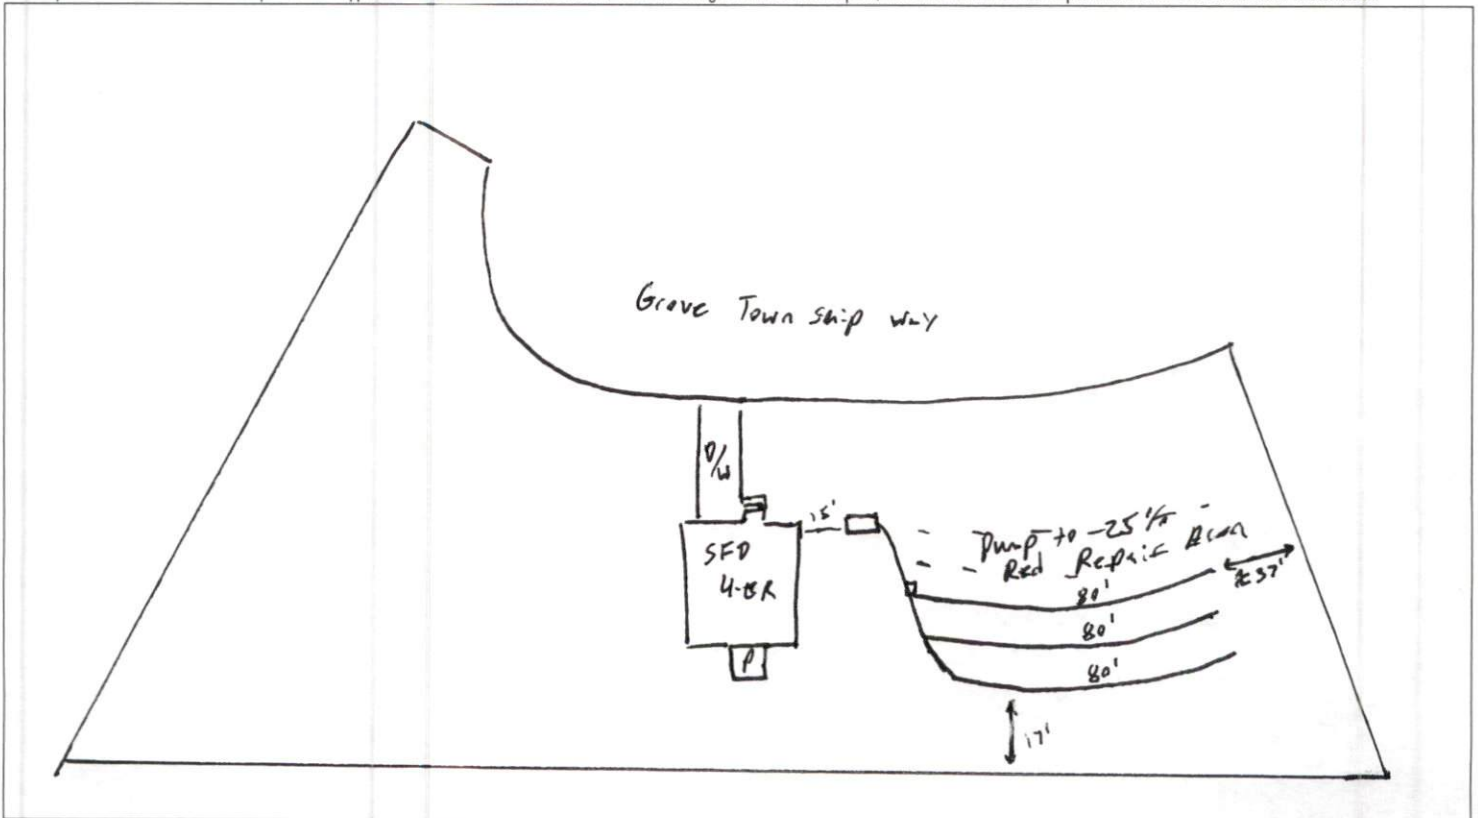 Grove Township Way
D/W
15'
SFD
4-BR
P
Pump to -25%
Red Repair Area
≈37'
80'
80'
80'
17'